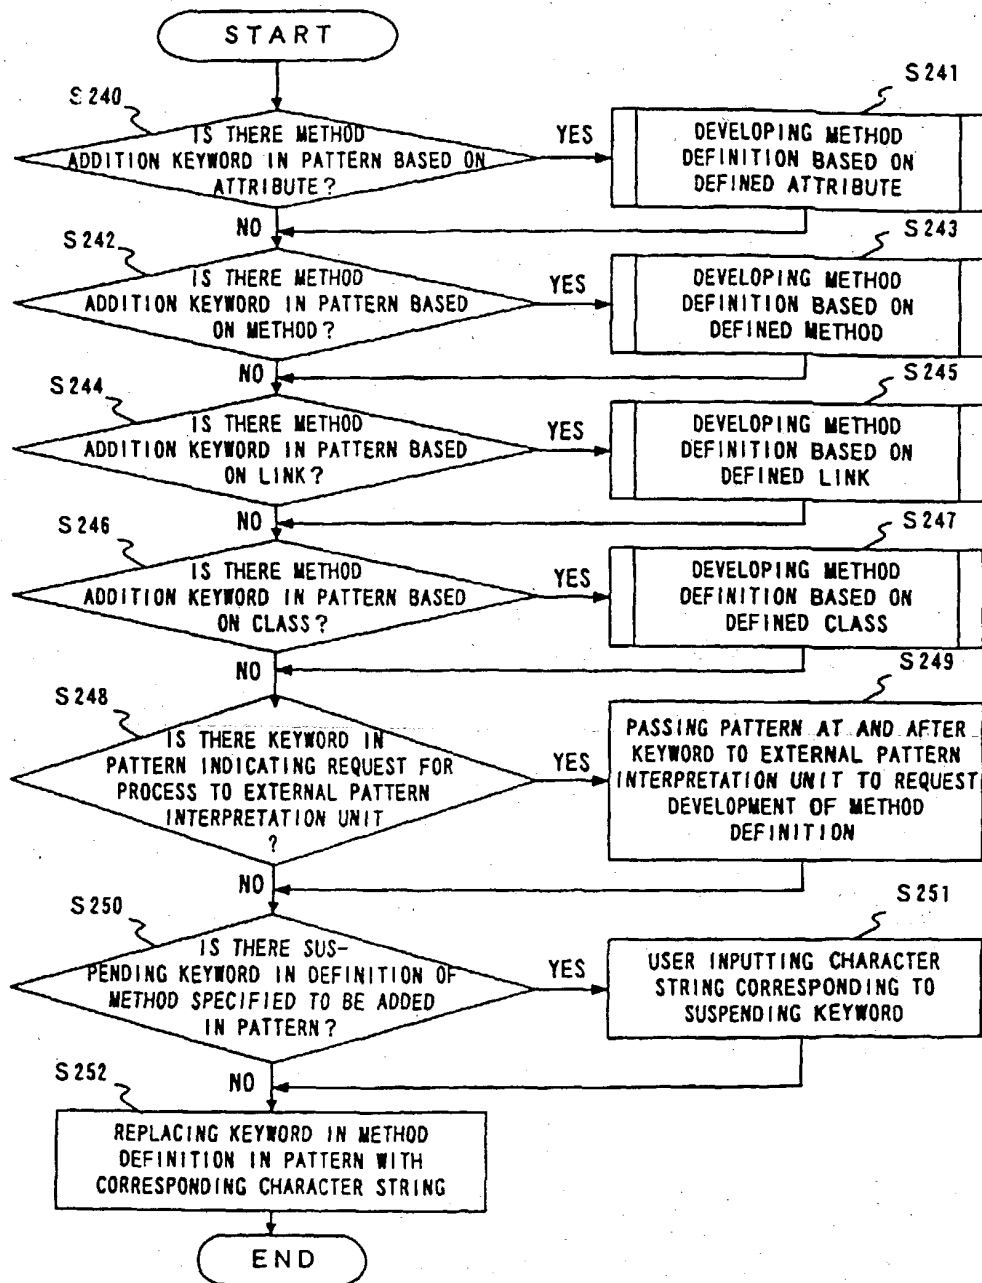 START
S240
IS THERE METHOD
ADDITION KEYWORD IN PATTERN BASED ON
ATTRIBUTE?
YES
S241
DEVELOPING METHOD
DEFINITION BASED ON
DEFINED ATTRIBUTE
NO
S242
IS THERE METHOD
ADDITION KEYWORD IN PATTERN BASED
ON METHOD?
YES
S243
DEVELOPING METHOD
DEFINITION BASED ON
DEFINED METHOD
NO
S244
IS THERE METHOD
ADDITION KEYWORD IN PATTERN BASED
ON LINK?
YES
S245
DEVELOPING METHOD
DEFINITION BASED ON
DEFINED LINK
NO
S246
IS THERE METHOD
ADDITION KEYWORD IN PATTERN BASED
ON CLASS?
YES
S247
DEVELOPING METHOD
DEFINITION BASED ON
DEFINED CLASS
NO
S248
IS THERE KEYWORD IN
PATTERN INDICATING REQUEST FOR
PROCESS TO EXTERNAL PATTERN
INTERPRETATION UNIT
?
YES
S249
PASSING PATTERN AT AND AFTER
KEYWORD TO EXTERNAL PATTERN
INTERPRETATION UNIT TO REQUEST
DEVELOPMENT OF METHOD
DEFINITION
NO
S250
IS THERE SUS-
PENDING KEYWORD IN DEFINITION OF
METHOD SPECIFIED TO BE ADDED
IN PATTERN?
YES
S251
USER INPUTTING CHARACTER
STRING CORRESPONDING TO
SUSPENDING KEYWORD
NO
S252
REPLACING KEYWORD IN METHOD
DEFINITION IN PATTERN WITH
CORRESPONDING CHARACTER STRING
END